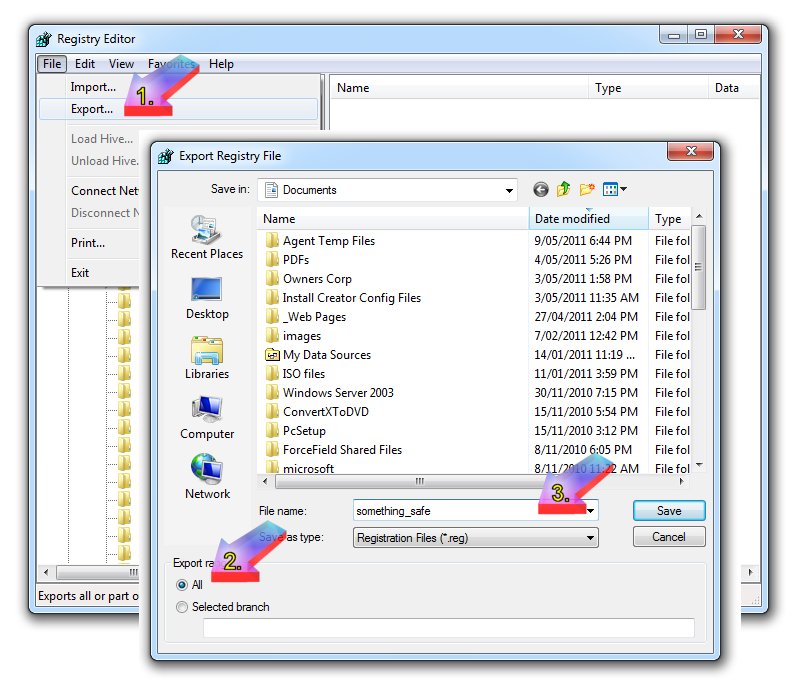 Registry Editor
File Edit View Favorites Help
Import...
1.
Export...
Load Hive...
Unload Hive.
Connect Net
Disconnect N
Print...
Exit
Name Type Data
Export Registry File
Save in: Documents
Name Date modified Type
Recent Places
Desktop
Libraries
Computer
Network
Agent Temp Files 9/05/2011 6:44 PM File fol
PDFs 4/05/2011 5:26 PM File fol
Owners Corp 3/05/2011 1:58 PM File fol
Install Creator Config Files 3/05/2011 11:35 AM File fol
_Web Pages 27/04/2011 2:04 PM File fol
images 7/02/2011 12:42 PM File fol
My Data Sources 14/01/2011 11:19 ... File fol
ISO files 11/01/2011 3:59 PM File fol
Windows Server 2003 30/11/2010 7:15 PM File fol
ConvertXToDVD 15/11/2010 5:54 PM File fol
PcSetup 15/11/2010 3:12 PM File fol
ForceField Shared Files 8/11/2010 6:05 PM File fol
microsoft 8/11/2010 11:22 AM File fol
3.
File name: something_safe Save
Save as type: Registration Files (*.reg) Cancel
2.
Export ra
All
Selected branch
Exports all or part o